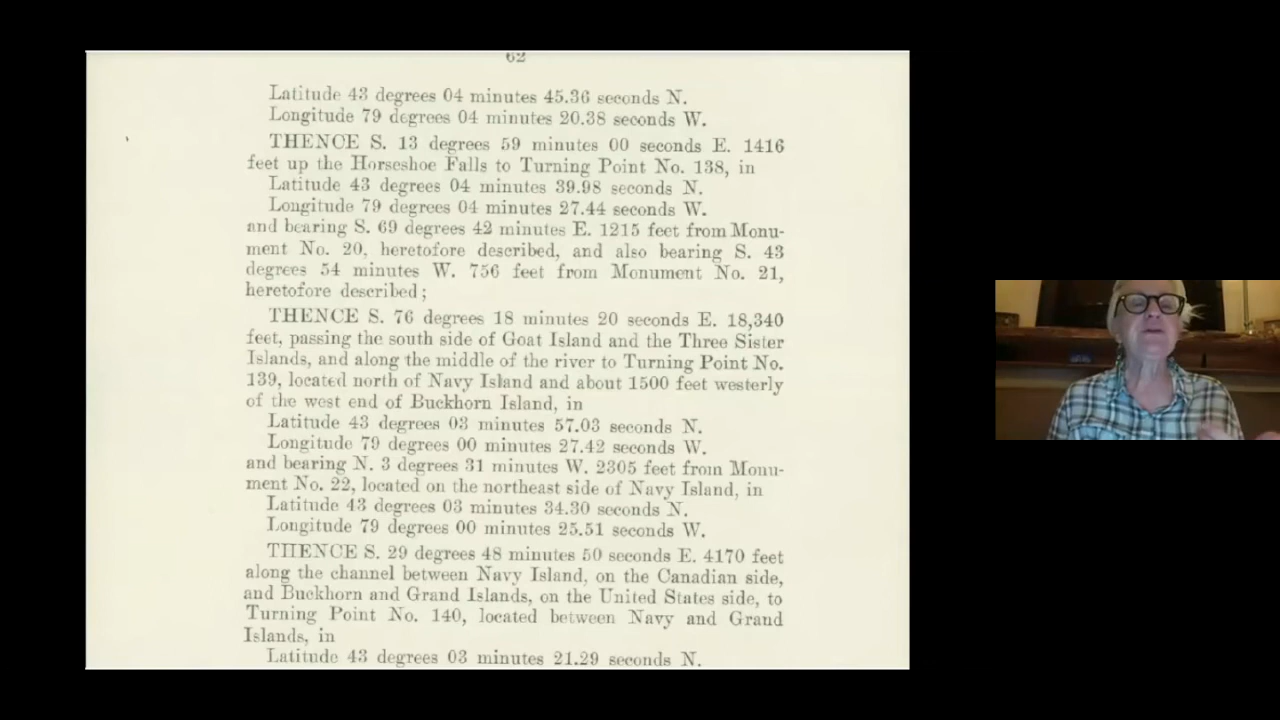 62
Latitude 43 degrees 04 minutes 45.36 seconds N.
Longitude 79 degrees 04 minutes 20.38 seconds W.
THENCE S. 13 degrees 59 minutes 00 seconds E. 1416
feet up the Horseshoe Falls to Turning Point No. 138, in
Latitude 43 degrees 04 minutes 39.98 seconds N.
Longitude 79 degrees 04 minutes 27.44 seconds W.
and bearing S. 69 degrees 42 minutes E. 1215 feet from Monu-
ment No. 20, heretofore described, and also bearing S. 43
degrees 54 minutes W. 756 feet from Monument No. 21,
heretofore described;
THENCE S. 76 degrees 18 minutes 20 seconds E. 18,340
feet, passing the south side of Goat Island and the Three Sister
Islands, and along the middle of the river to Turning Point No.
139, located north of Navy Island and about 1500 feet westerly
of the west end of Buckhorn Island, in
Latitude 43 degrees 03 minutes 57.03 seconds N.
Longitude 79 degrees 00 minutes 27.42 seconds W.
and bearing N. 3 degrees 31 minutes W. 2305 feet from Monu-
ment No. 22, located on the northeast side of Navy Island, in
Latitude 43 degrees 03 minutes 34.30 seconds N.
Longitude 79 degrees 00 minutes 25.51 seconds W.
THENCE S. 29 degrees 48 minutes 50 seconds E. 4170 feet
along the channel between Navy Island, on the Canadian side,
and Buckhorn and Grand Islands, on the United States side, to
Turning Point No. 140, located between Navy and Grand
Islands, in
Latitude 43 degrees 03 minutes 21.29 seconds N.